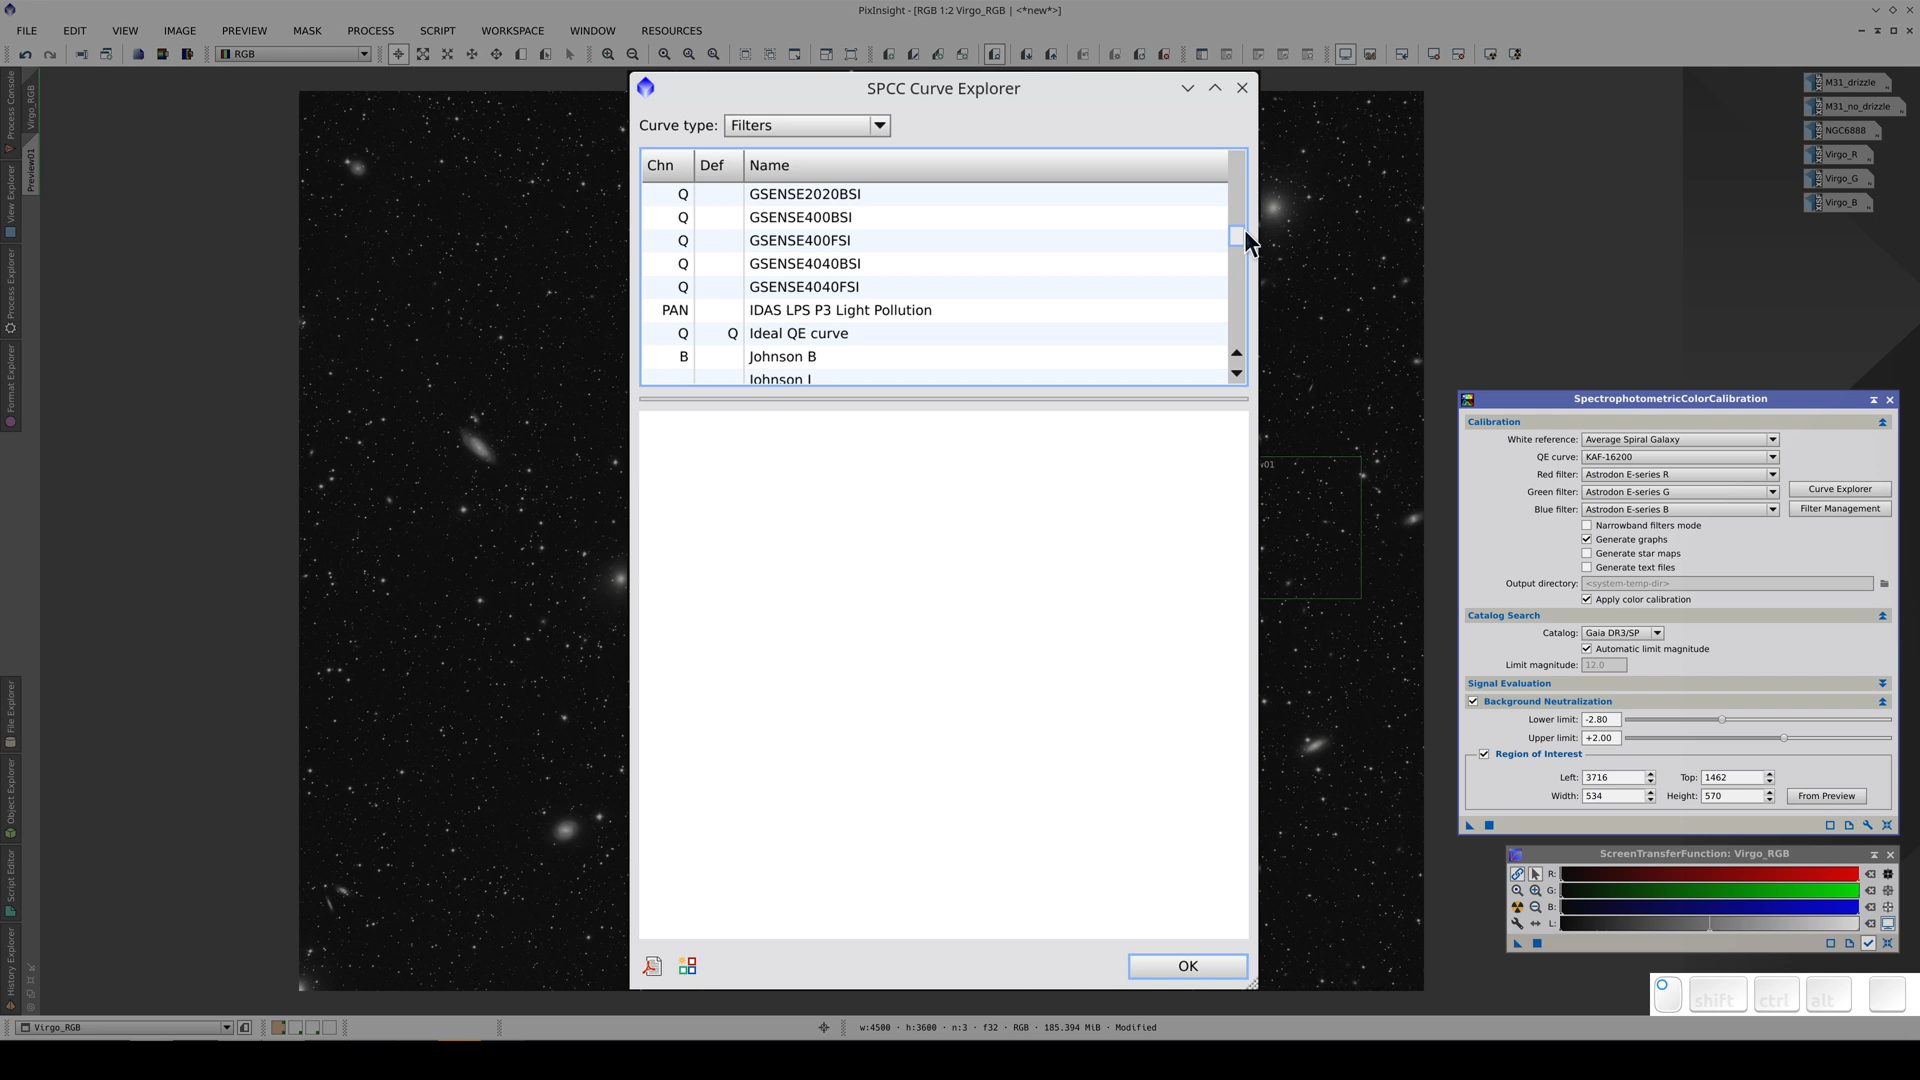 PixInsight - [RGB 1:2 Virgo_RGB | <*new*>]
FILE EDIT VIEW IMAGE PREVIEW MASK PROCESS SCRIPT WORKSPACE WINDOW RESOURCES
RGB
Process Console
View Explorer
Process Explorer
Format Explorer
File Explorer
Object Explorer
Script Editor
History Explorer
Virgo_RGB
Preview01
M31_drizzle
M31_no_drizzle
NGC6888
Virgo_R
Virgo_G
Virgo_B
SPCC Curve Explorer
Curve type: Filters
Chn Def Name
Q GSENSE2020BSI
Q GSENSE400BSI
Q GSENSE400FSI
Q GSENSE4040BSI
Q GSENSE4040FSI
PAN IDAS LPS P3 Light Pollution
Q Q Ideal QE curve
B Johnson B
Johnson I
OK
w01
SpectrophotometricColorCalibration
Calibration
White reference: Average Spiral Galaxy
QE curve: KAF-16200
Red filter: Astrodon E-series R
Green filter: Astrodon E-series G
Curve Explorer
Blue filter: Astrodon E-series B
Filter Management
Narrowband filters mode
Generate graphs
Generate star maps
Generate text files
Output directory: <system-temp-dir>
Apply color calibration
Catalog Search
Catalog: Gaia DR3/SP
Automatic limit magnitude
Limit magnitude: 12.0
Signal Evaluation
Background Neutralization
Lower limit: -2.80
Upper limit: +2.00
Region of Interest
Left: 3716 Top: 1462
Width: 534 Height: 570 From Preview
ScreenTransferFunction: Virgo_RGB
R:
G:
B:
L:
shift ctrl alt
Virgo_RGB
w:4500 · h:3600 · n:3 · f32 · RGB · 185.394 MiB · Modified